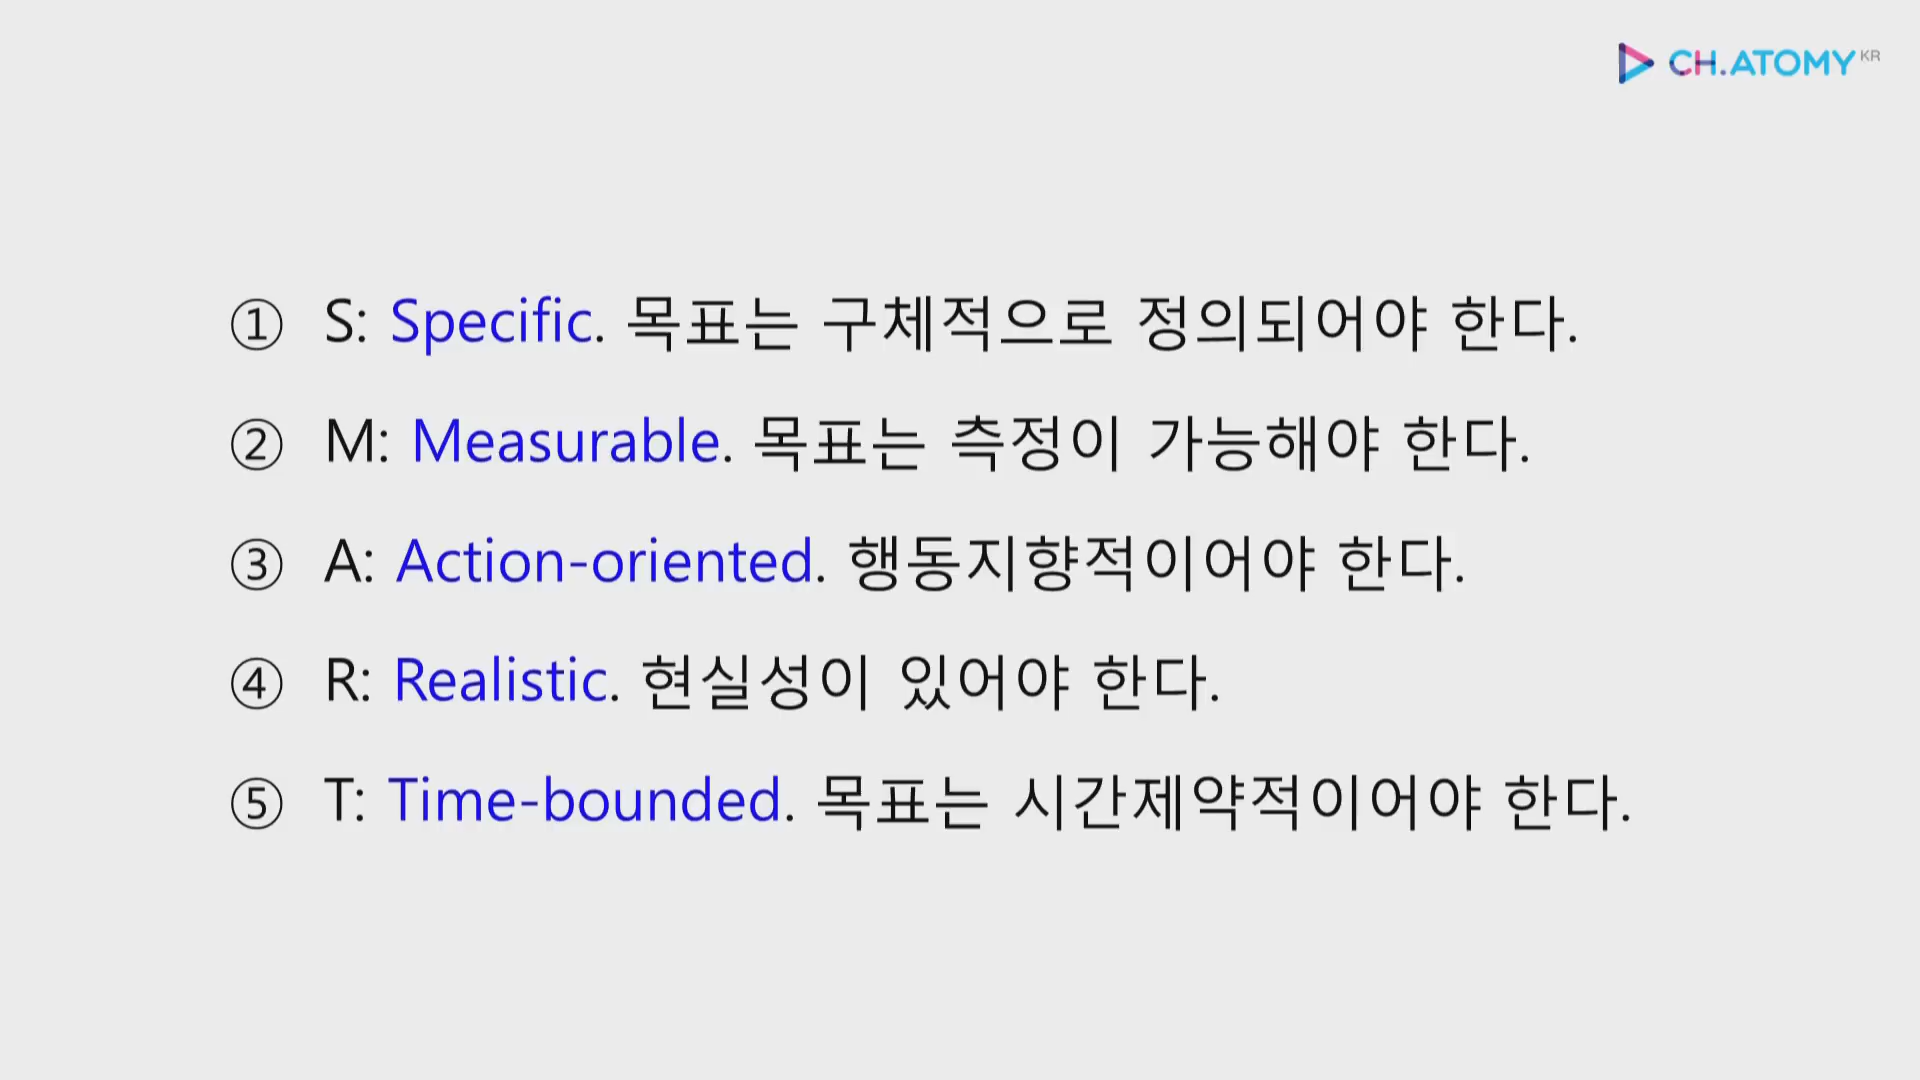 CH.ATOMY KR
① S: Specific. 목표는 구체적으로 정의되어야 한다.
② M: Measurable. 목표는 측정이 가능해야 한다.
③ A: Action-oriented. 행동지향적이어야 한다.
④ R: Realistic. 현실성이 있어야 한다.
⑤ T: Time-bounded. 목표는 시간제약적이어야 한다.